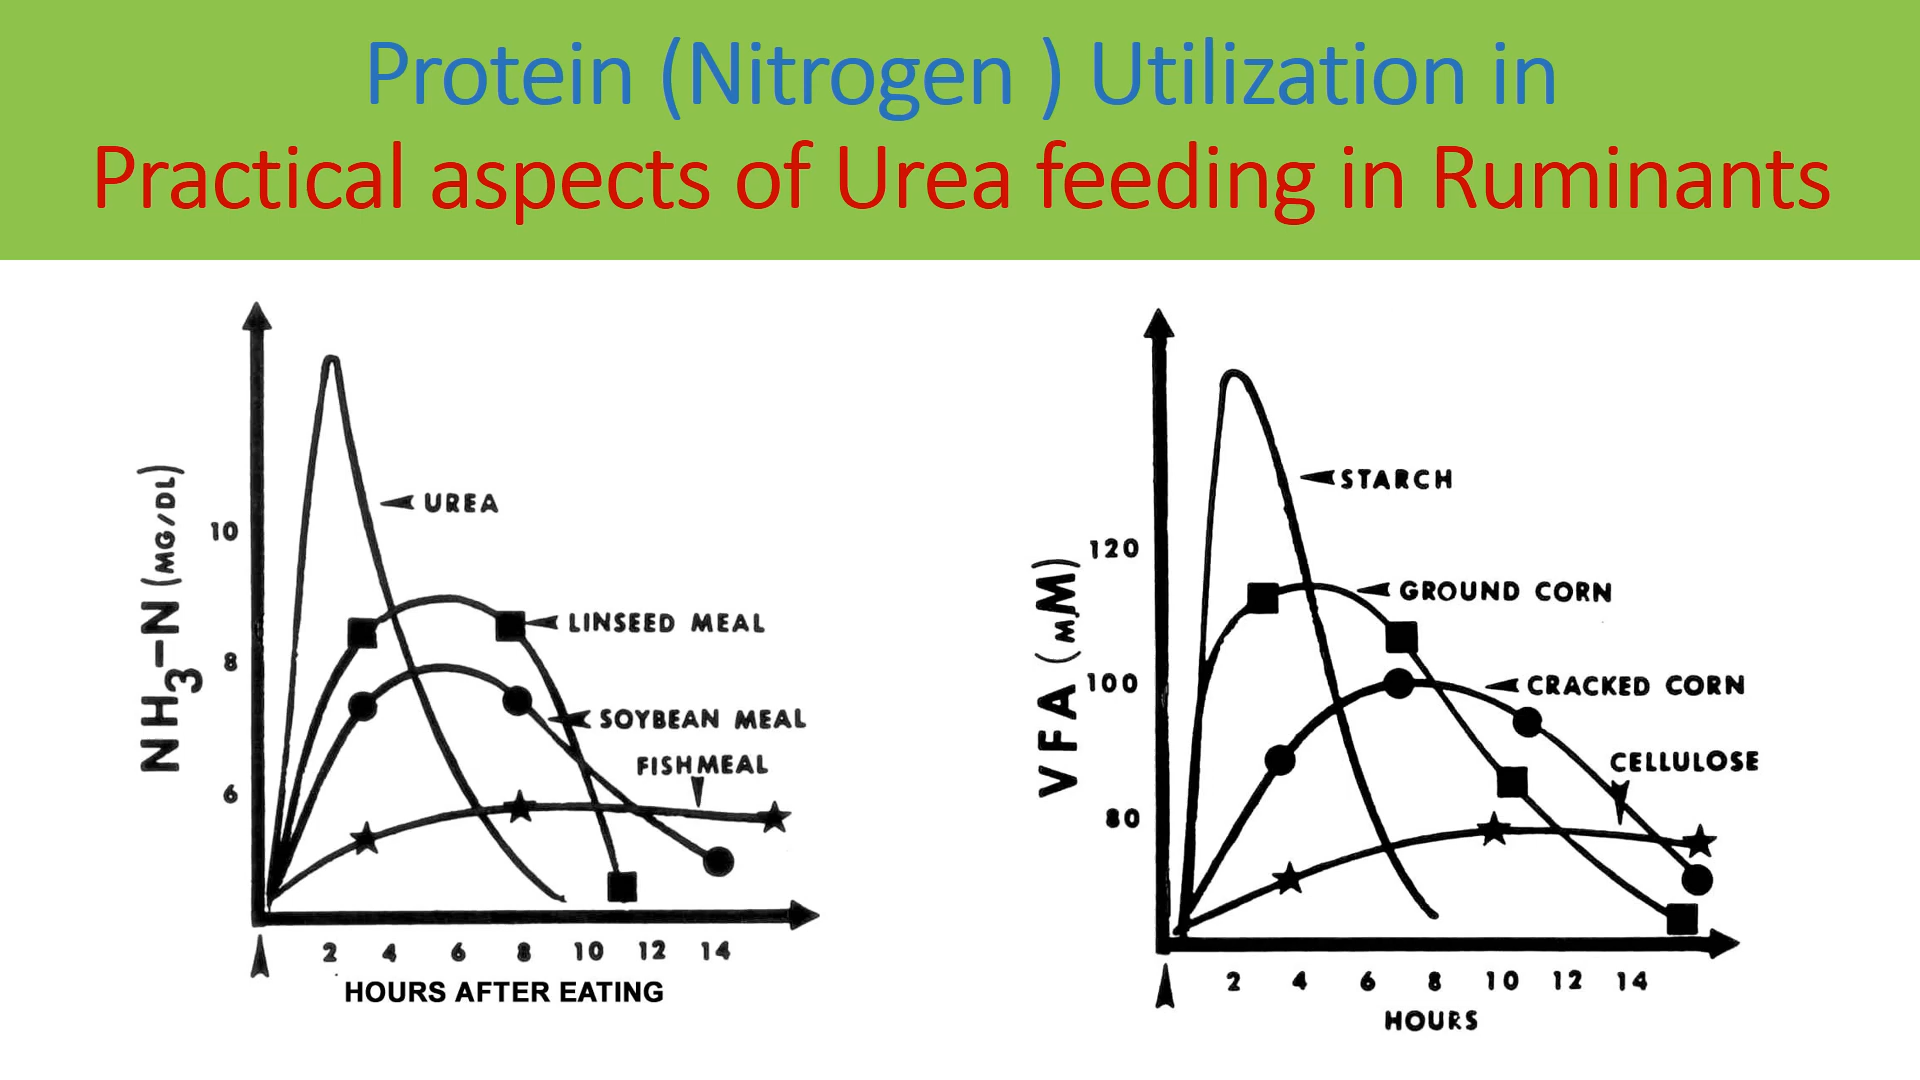 Protein (Nitrogen ) Utilization in
Practical aspects of Urea feeding in Ruminants
NH3-N (MG/DL)
10
8
6
UREA
LINSEED MEAL
SOYBEAN MEAL
FISHMEAL
2 4 6 8 10 12 14
HOURS AFTER EATING
VFA (mM)
120
100
80
STARCH
GROUND CORN
CRACKED CORN
CELLULOSE
2 4 6 8 10 12 14
HOURS